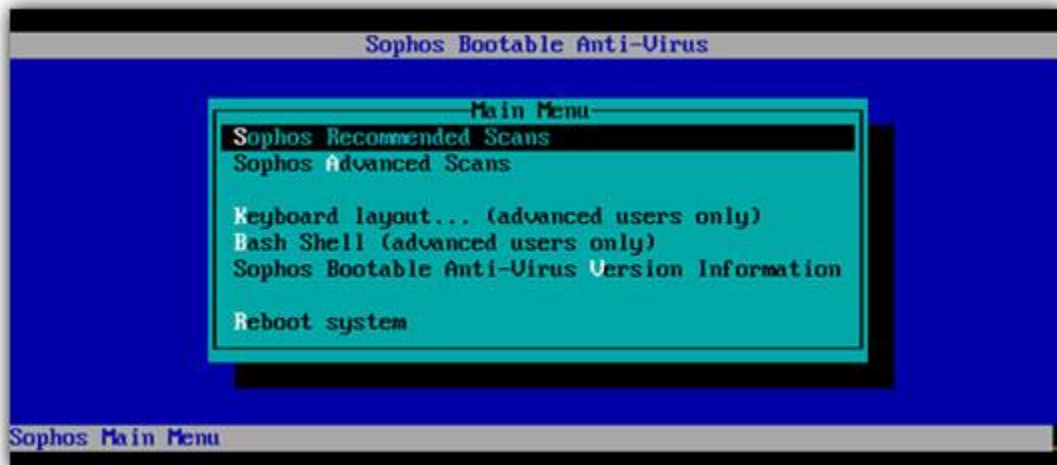 Sophos Bootable Anti-Virus
Main Menu
Sophos Recommended Scans
Sophos Advanced Scans
Keyboard layout... (advanced users only)
Bash Shell (advanced users only)
Sophos Bootable Anti-Virus Version Information
Reboot system
Sophos Main Menu